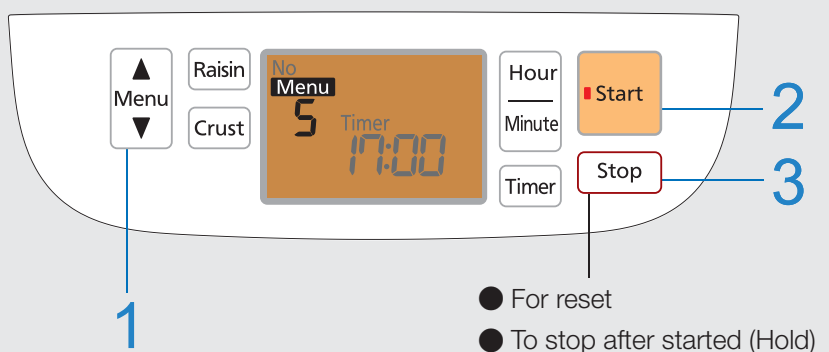 ▲
Menu
▼
Raisin
Crust
No
Menu
5
Timer
17:00
Hour
Minute
Timer
Start
Stop
1
2
3
● For reset
● To stop after started (Hold)